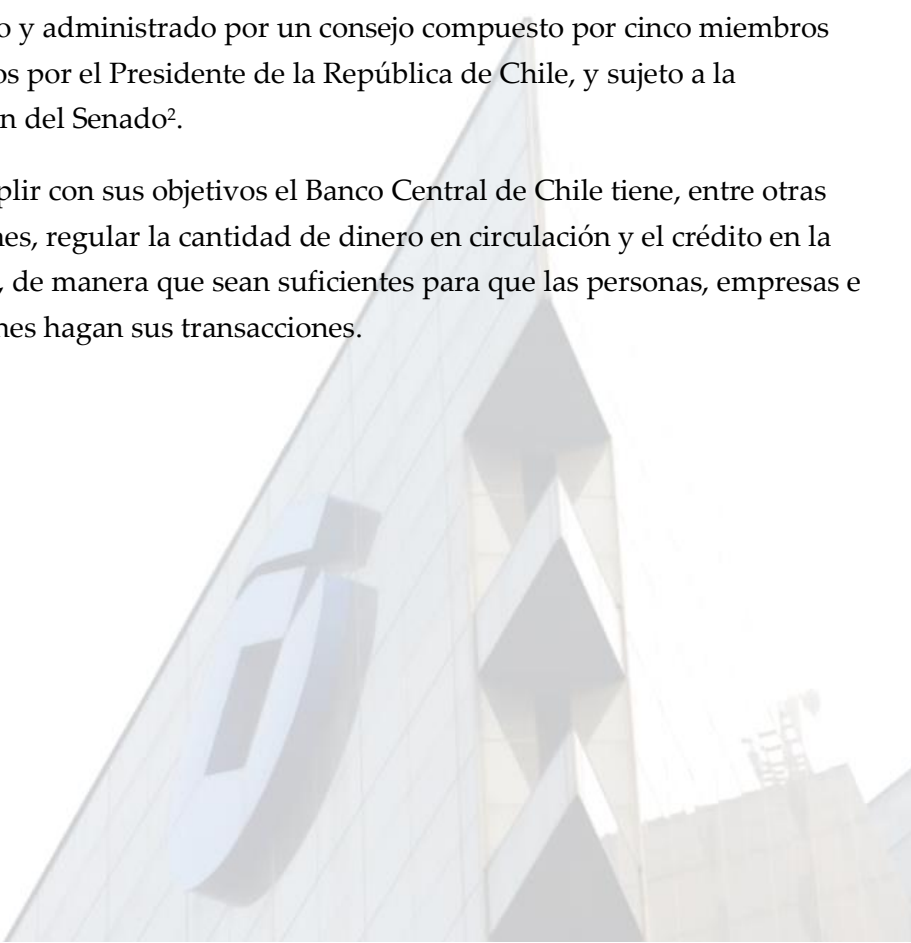 o y administrado por un consejo compuesto por cinco miembros
os por el Presidente de la República de Chile, y sujeto a la
n del Senado².
plir con sus objetivos el Banco Central de Chile tiene, entre otras
nes, regular la cantidad de dinero en circulación y el crédito en la
, de manera que sean suficientes para que las personas, empresas e
nes hagan sus transacciones.